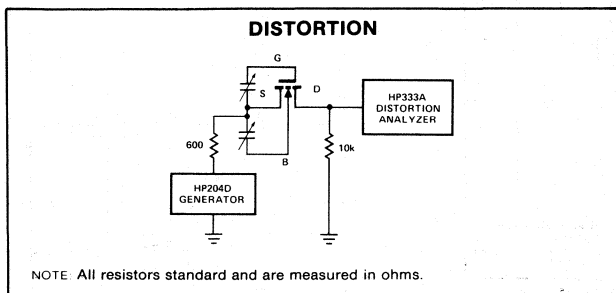 DISTORTION
G
S
D
HP333A
DISTORTION
ANALYZER
600
B
10k
HP204D
GENERATOR
NOTE: All resistors standard and are measured in ohms.